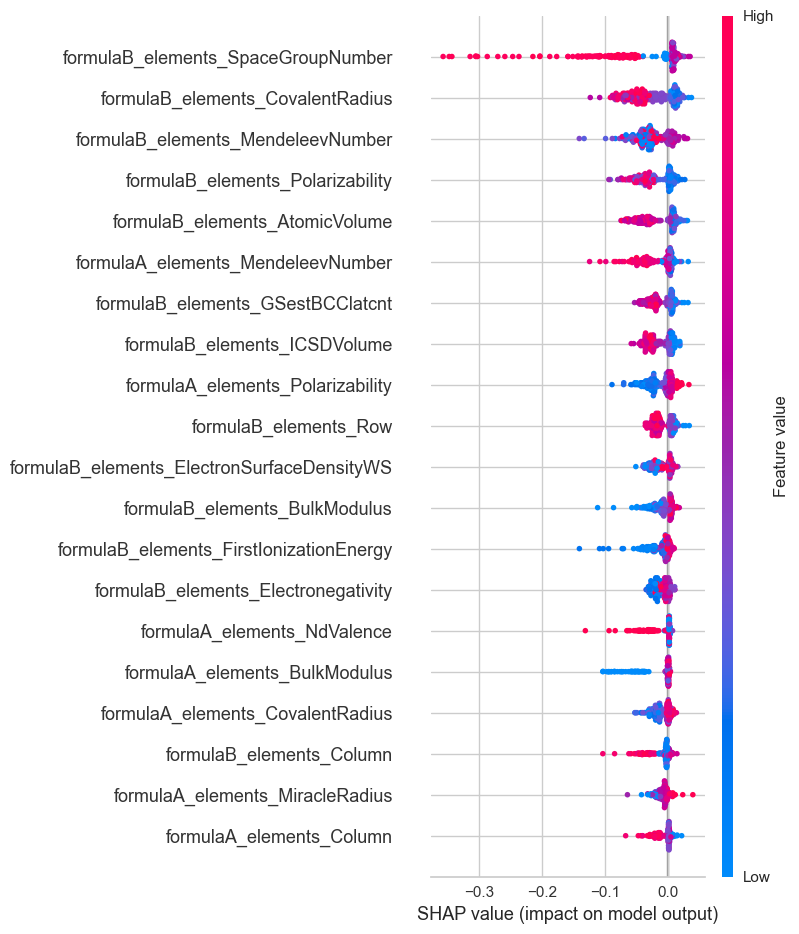 High
formulaB_elements_SpaceGroupNumber
formulaB_elements_CovalentRadius
formulaB_elements_MendeleevNumber
formulaB_elements_Polarizability
formulaB_elements_AtomicVolume
formulaA_elements_MendeleevNumber
formulaB_elements_GSestBCClatcnt
formulaB_elements_ICSDVolume
formulaA_elements_Polarizability
formulaB_elements_Row
formulaB_elements_ElectronSurfaceDensityWS
formulaB_elements_BulkModulus
formulaB_elements_FirstIonizationEnergy
formulaB_elements_Electronegativity
formulaA_elements_NdValence
formulaA_elements_BulkModulus
formulaA_elements_CovalentRadius
formulaB_elements_Column
formulaA_elements_MiracleRadius
formulaA_elements_Column
Feature value
Low
−0.3 −0.2 −0.1 0.0
SHAP value (impact on model output)